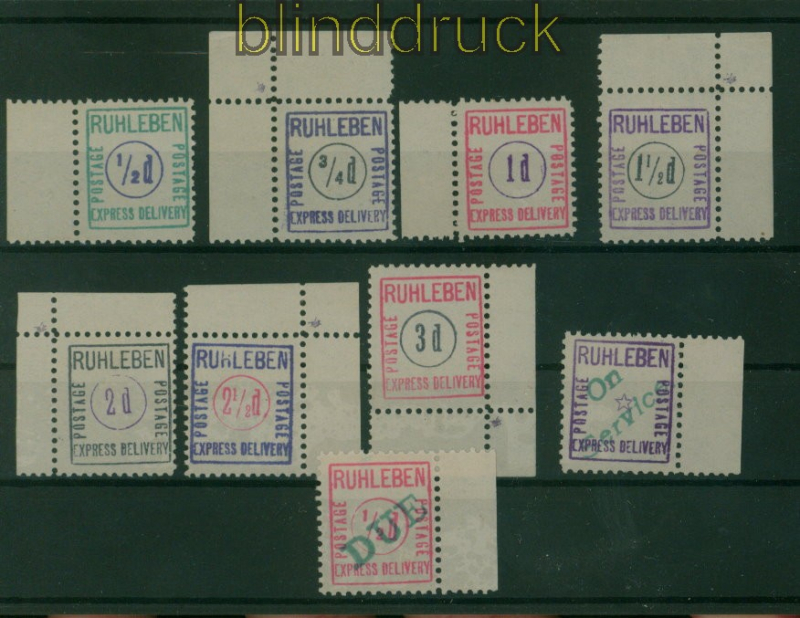 blinddruck
RUHLEBEN
POSTAGE
1/2d
POSTAGE
EXPRESS DELIVERY
RUHLEBEN
POSTAGE
3/4d
POSTAGE
EXPRESS DELIVERY
RUHLEBEN
POSTAGE
1d
POSTAGE
EXPRESS DELIVERY
RUHLEBEN
POSTAGE
1 1/2d
POSTAGE
EXPRESS DELIVERY
RUHLEBEN
POSTAGE
2d
POSTAGE
EXPRESS DELIVERY
RUHLEBEN
POSTAGE
2 1/2d
POSTAGE
EXPRESS DELIVERY
RUHLEBEN
POSTAGE
3d
POSTAGE
EXPRESS DELIVERY
RUHLEBEN
POSTAGE
On
Service
POSTAGE
EXPRESS DELIVERY
RUHLEBEN
POSTAGE
1/2d
DUE
POSTAGE
EXPRESS DELIVERY